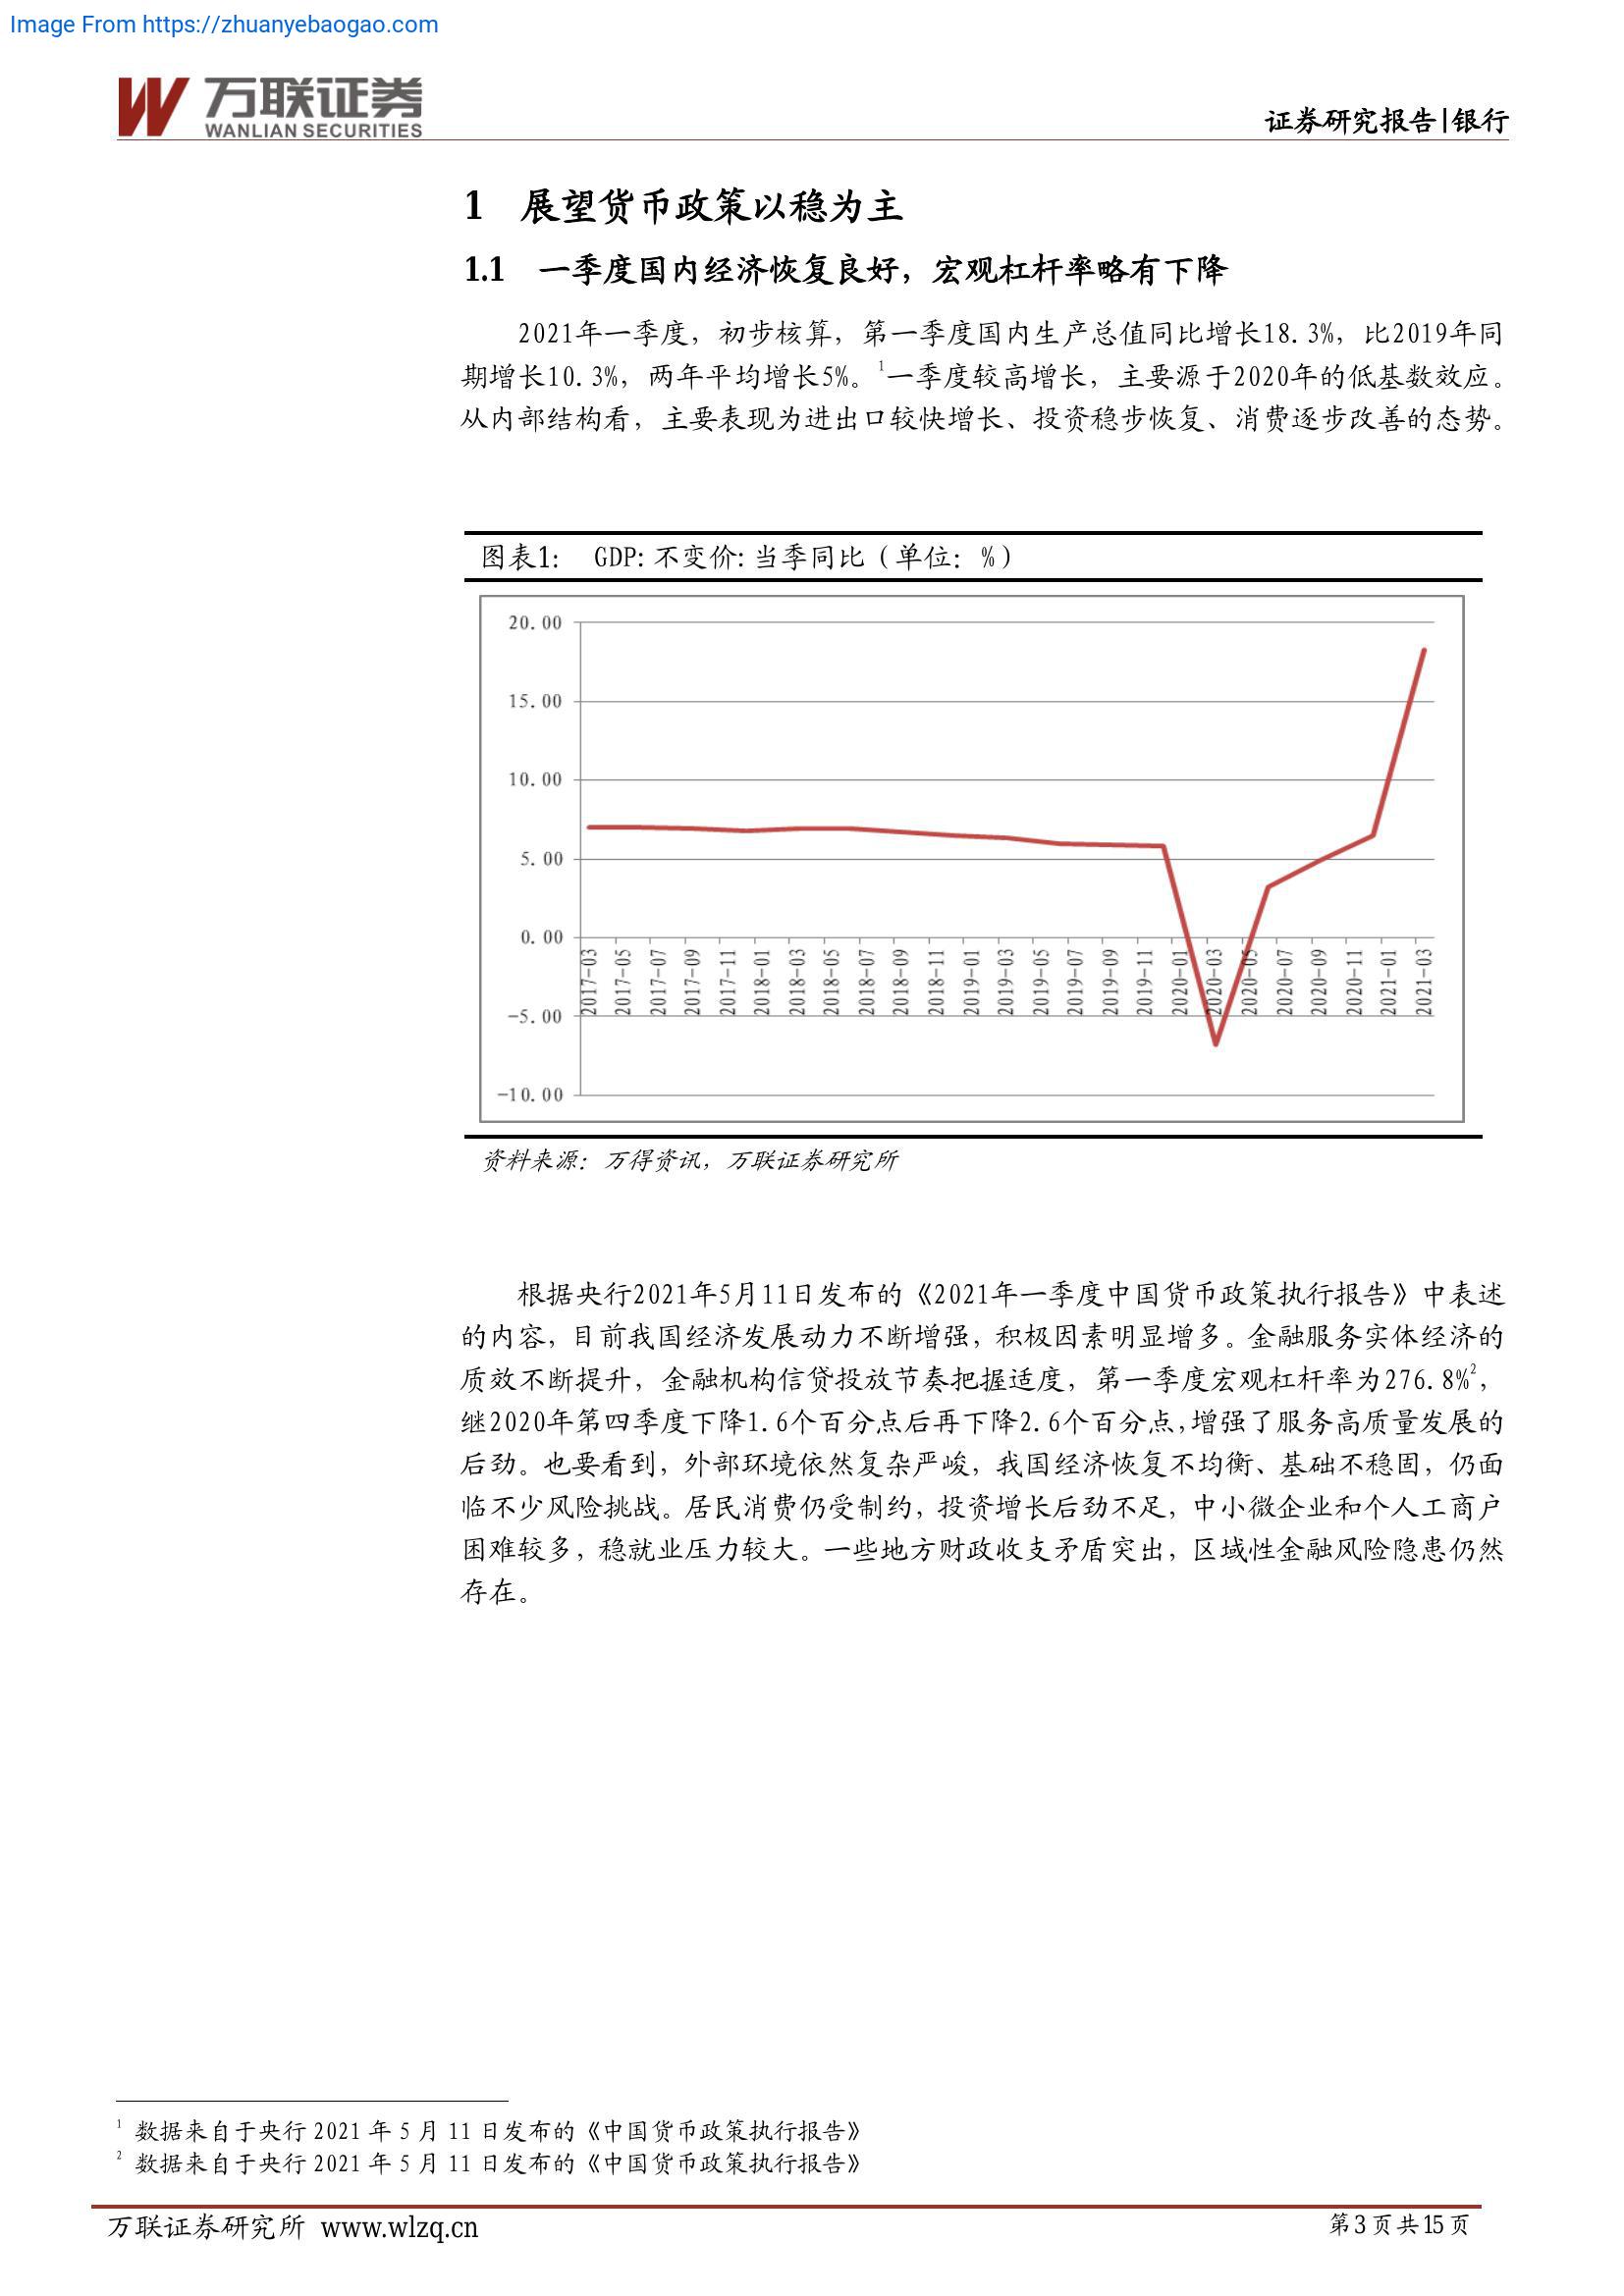 Image From https://zhuanyebaogao.com
万联证券
WANLIAN SECURITIES
证券研究报告|银行
1 展望货币政策以稳为主
1.1 一季度国内经济恢复良好，宏观杠杆率略有下降
2021年一季度，初步核算，第一季度国内生产总值同比增长18.3%，比2019年同
期增长10.3%，两年平均增长5%。1一季度较高增长，主要源于2020年的低基数效应。
从内部结构看，主要表现为进出口较快增长、投资稳步恢复、消费逐步改善的态势。
图表1： GDP:不变价:当季同比（单位：%）
20.00
15.00
10.00
5.00
0.00
-5.00
-10.00
2017-03
2017-05
2017-07
2017-09
2017-11
2018-01
2018-03
2018-05
2018-07
2018-09
2018-11
2019-01
2019-03
2019-05
2019-07
2019-09
2019-11
2020-01
2020-03
2020-05
2020-07
2020-09
2020-11
2021-01
2021-03
资料来源：万得资讯，万联证券研究所
根据央行2021年5月11日发布的《2021年一季度中国货币政策执行报告》中表述
的内容，目前我国经济发展动力不断增强，积极因素明显增多。金融服务实体经济的
质效不断提升，金融机构信贷投放节奏把握适度，第一季度宏观杠杆率为276.8%2，
继2020年第四季度下降1.6个百分点后再下降2.6个百分点,增强了服务高质量发展的
后劲。也要看到，外部环境依然复杂严峻，我国经济恢复不均衡、基础不稳固，仍面
临不少风险挑战。居民消费仍受制约，投资增长后劲不足，中小微企业和个人工商户
困难较多，稳就业压力较大。一些地方财政收支矛盾突出，区域性金融风险隐患仍然
存在。
1 数据来自于央行 2021 年 5 月 11 日发布的《中国货币政策执行报告》
2 数据来自于央行 2021 年 5 月 11 日发布的《中国货币政策执行报告》
万联证券研究所 www.wlzq.cn
第 3 页 共 15 页